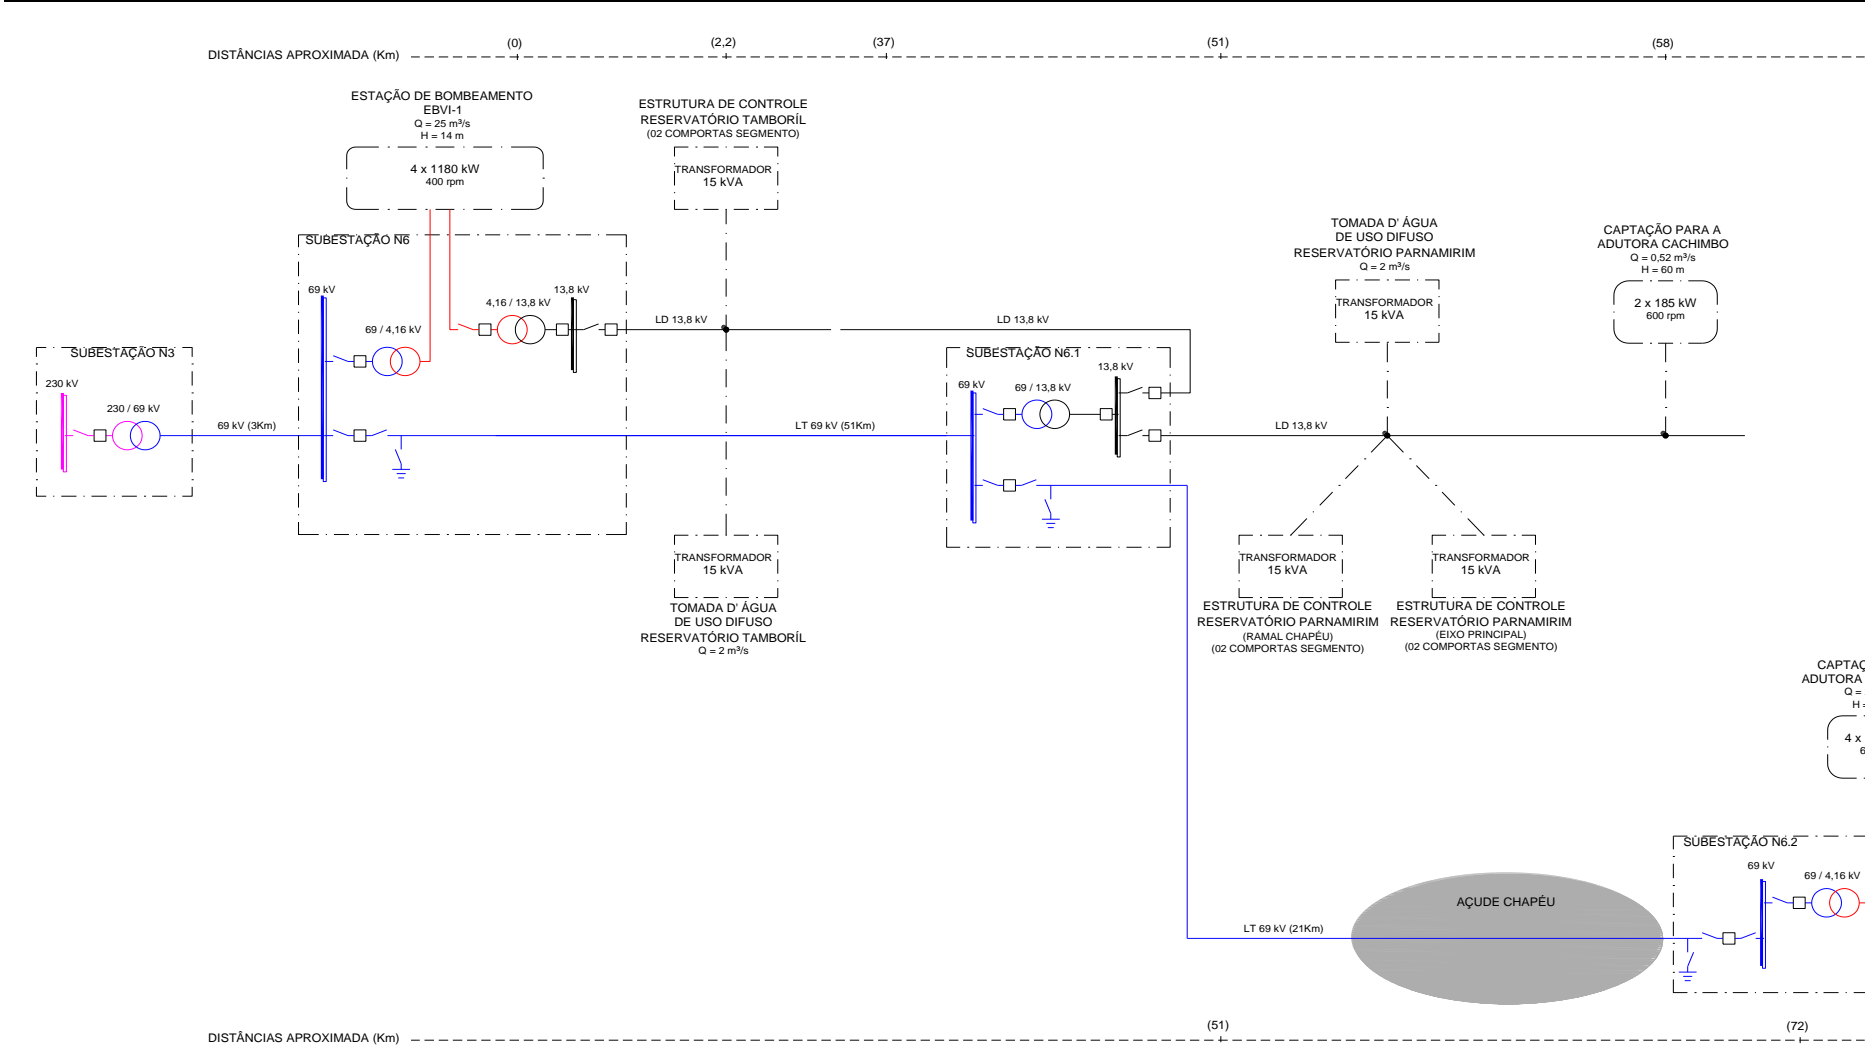 DISTÂNCIAS APROXIMADA (Km)
(0)
(2,2)
(37)
(51)
(58)
ESTAÇÃO DE BOMBEAMENTO
EBVI-1
Q = 25 m³/s
H = 14 m
4 x 1180 kW
400 rpm
ESTRUTURA DE CONTROLE
RESERVATÓRIO TAMBORÍL
(02 COMPORTAS SEGMENTO)
TRANSFORMADOR
15 kVA
TOMADA D' ÁGUA
DE USO DIFUSO
RESERVATÓRIO PARNAMIRIM
Q = 2 m³/s
TRANSFORMADOR
15 kVA
CAPTAÇÃO PARA A
ADUTORA CACHIMBO
Q = 0,52 m³/s
H = 60 m
2 x 185 kW
600 rpm
SUBESTAÇÃO N6
69 kV
69 / 4,16 kV
4,16 / 13,8 kV
13,8 kV
LD 13,8 kV
LD 13,8 kV
SUBESTAÇÃO N3
230 kV
230 / 69 kV
69 kV (3Km)
LT 69 kV (51Km)
SUBESTAÇÃO N6.1
69 kV
69 / 13,8 kV
13,8 kV
LD 13,8 kV
TRANSFORMADOR
15 kVA
TOMADA D' ÁGUA
DE USO DIFUSO
RESERVATÓRIO TAMBORÍL
Q = 2 m³/s
TRANSFORMADOR
15 kVA
ESTRUTURA DE CONTROLE
RESERVATÓRIO PARNAMIRIM
(RAMAL CHAPÉU)
(02 COMPORTAS SEGMENTO)
TRANSFORMADOR
15 kVA
ESTRUTURA DE CONTROLE
RESERVATÓRIO PARNAMIRIM
(EIXO PRINCIPAL)
(02 COMPORTAS SEGMENTO)
ADUTORA
Q =
4 x
SUBESTAÇÃO N6.2
69 kV
69 / 4,16 kV
AÇUDE CHAPÉU
LT 69 kV (21Km)
DISTÂNCIAS APROXIMADA (Km)
(51)
(72)